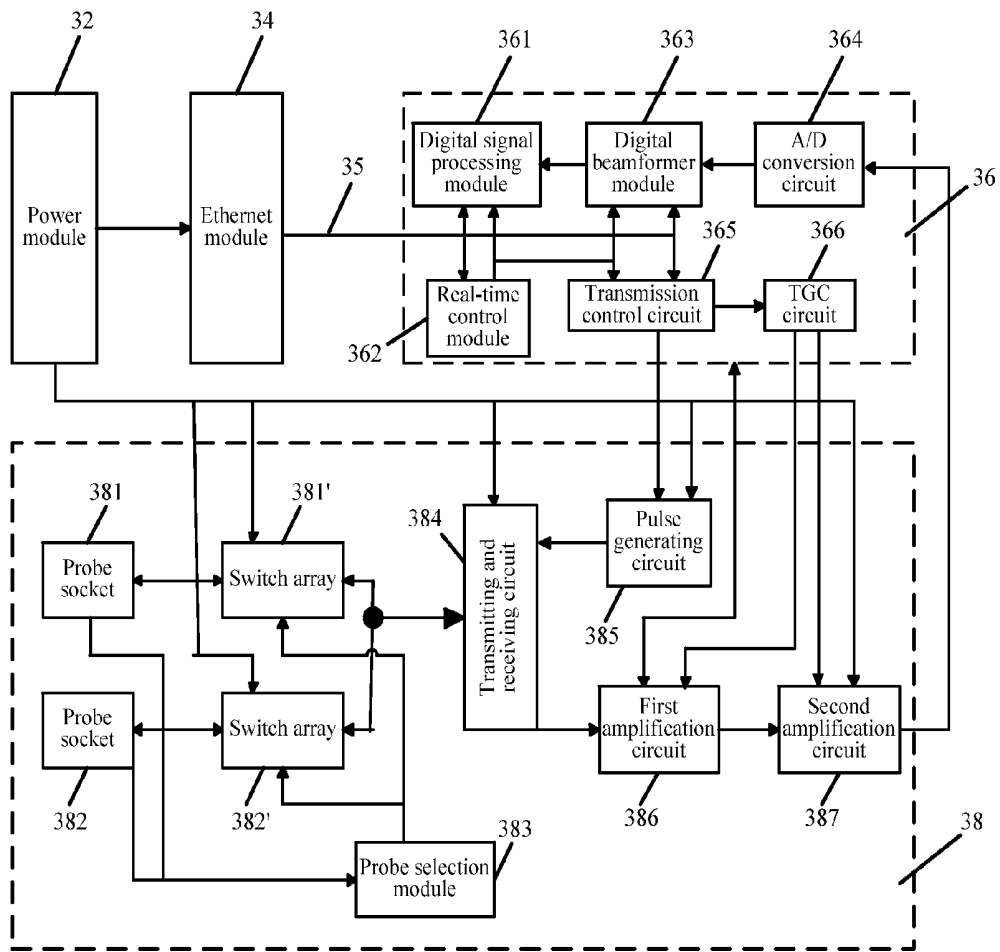 32
34
361
363
364
Digital signal
processing
module
Digital
beamformer
module
A/D
conversion
circuit
36
35
Power
module
Ethernet
module
365
366
Real-time
control
module
Transmission
control circuit
TGC
circuit
362
381
381'
384
Probe
socket
Switch array
Transmitting and
receiving circuit
Pulse
generating
circuit
385
Probe
socket
Switch array
First
amplification
circuit
Second
amplification
circuit
382
382'
386
387
383
38
Probe selection
module